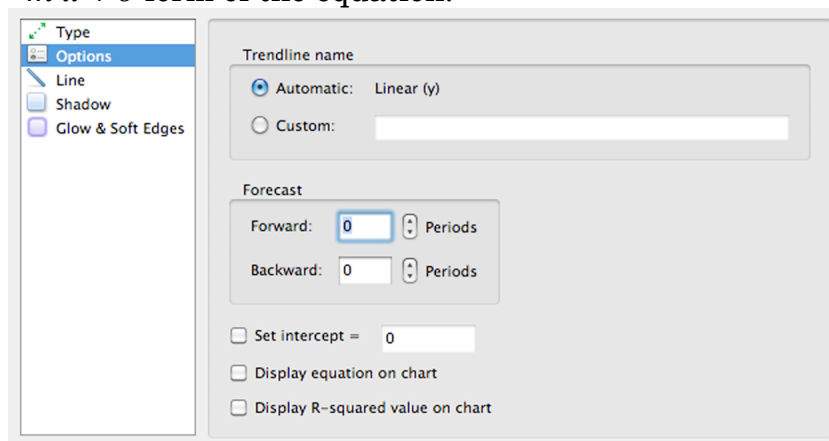 Type
Options
Line
Shadow
Glow & Soft Edges
Trendline name
Automatic: Linear (y)
Custom:
Forecast
Forward: 0 Periods
Backward: 0 Periods
Set intercept = 0
Display equation on chart
Display R-squared value on chart